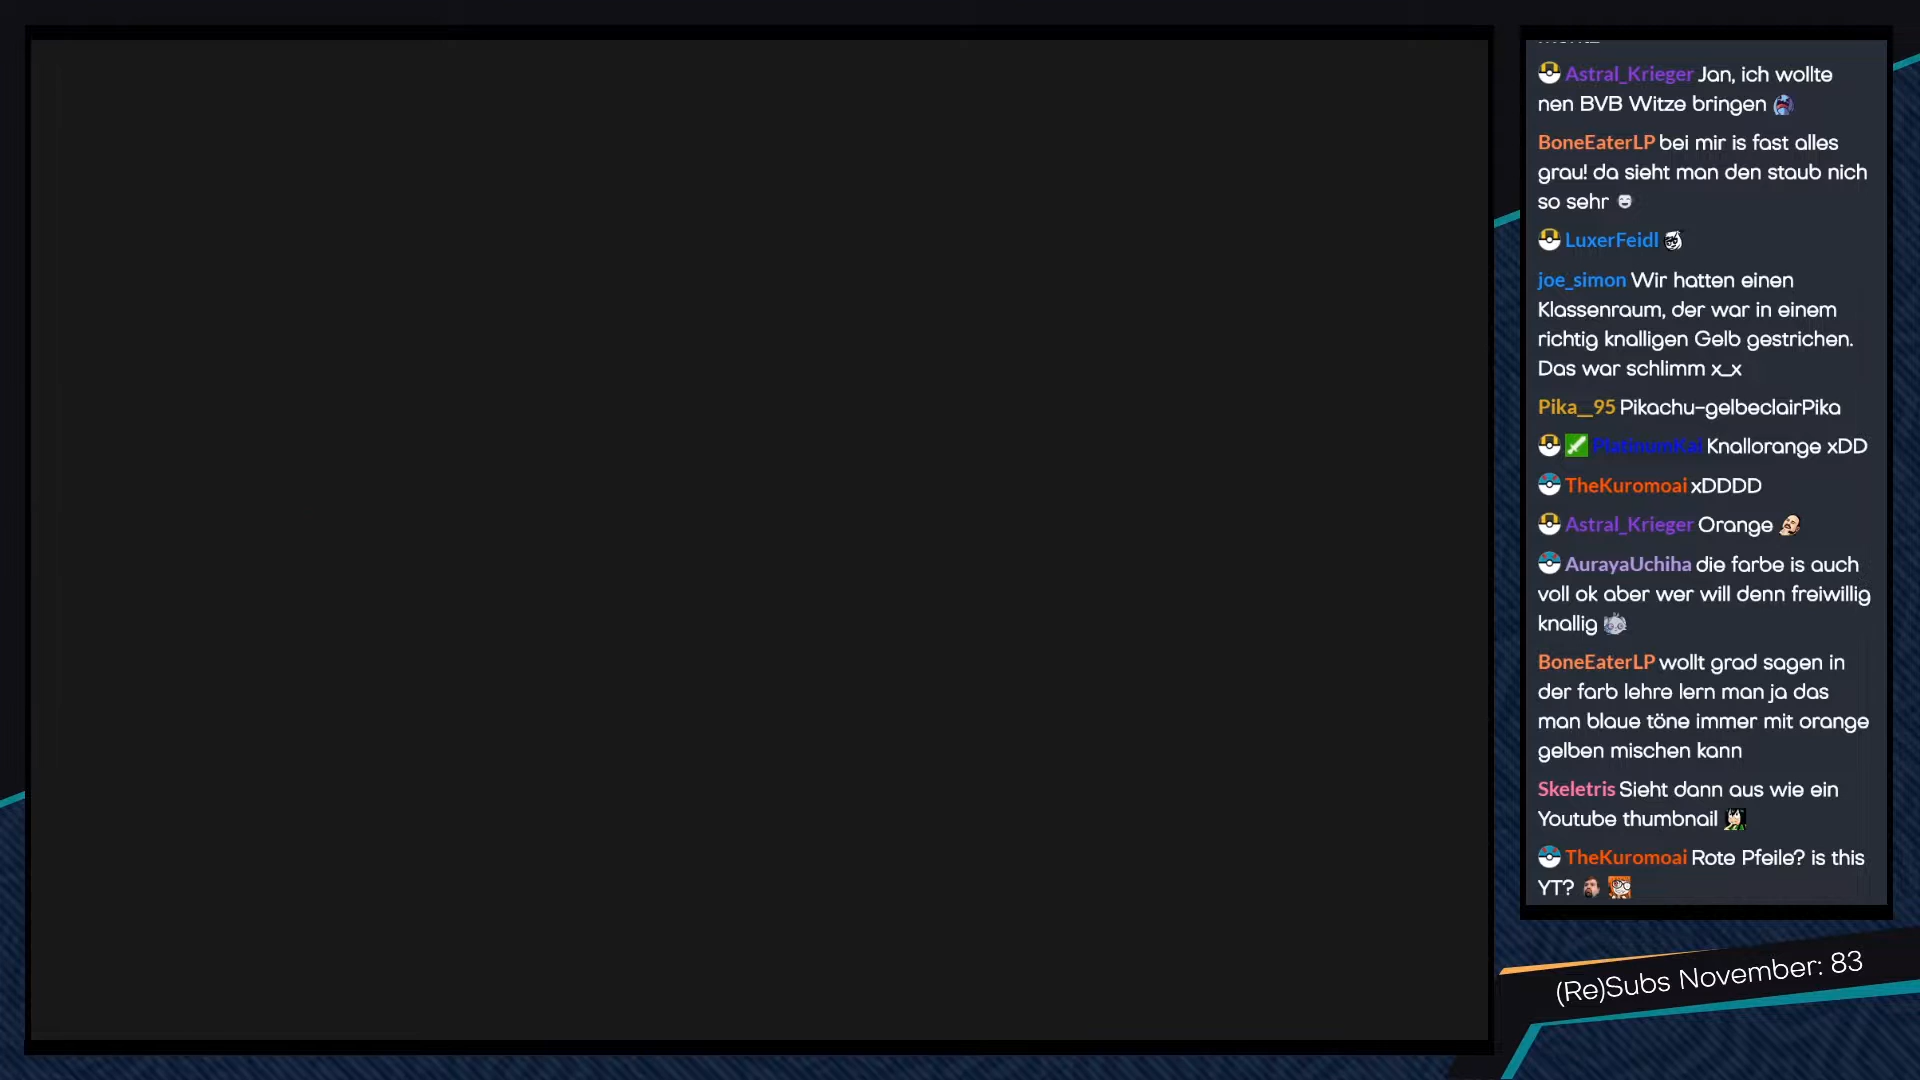 Astral_Krieger Jan, ich wollte
nen BVB Witze bringen
BoneEaterLP bei mir is fast alles
grau! da sieht man den staub nich
so sehr
LuxerFeidl
joe_simon Wir hatten einen
Klassenraum, der war in einem
richtig knalligen Gelb gestrichen.
Das war schlimm x_x
Pika__95 Pikachu-gelbeclairPika
PlatinumKai Knallorange xDD
TheKuromoai xDDDD
Astral_Krieger Orange
AurayaUchiha die farbe is auch
voll ok aber wer will denn freiwillig
knallig
BoneEaterLP wollt grad sagen in
der farb lehre lern man ja das
man blaue töne immer mit orange
gelben mischen kann
Skeletris Sieht dann aus wie ein
Youtube thumbnail
TheKuromoai Rote Pfeile? is this
YT?
(Re)Subs November: 83